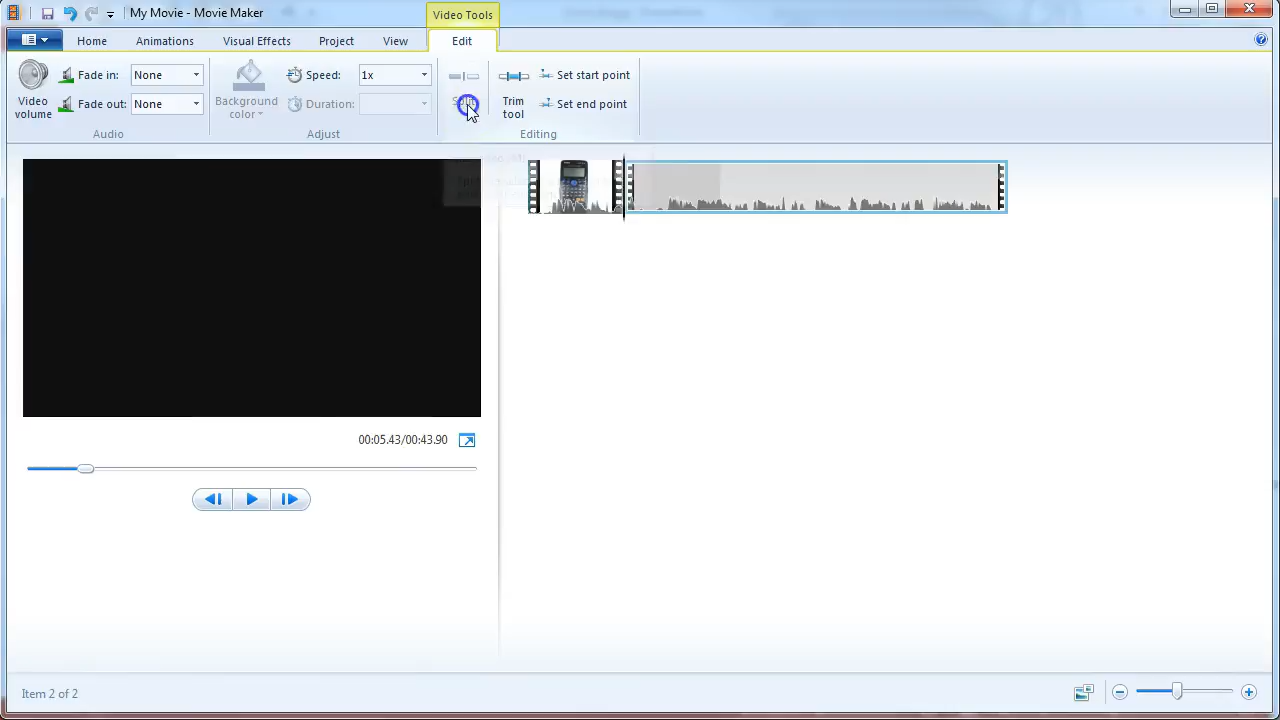 My Movie - Movie Maker
Video Tools
Home
Animations
Visual Effects
Project
View
Edit
Video volume
Fade in:
None
Fade out:
None
Audio
Background color
Speed:
1x
Duration:
Adjust
Trim tool
Set start point
Set end point
Editing
00:05.43/00:43.90
Item 2 of 2